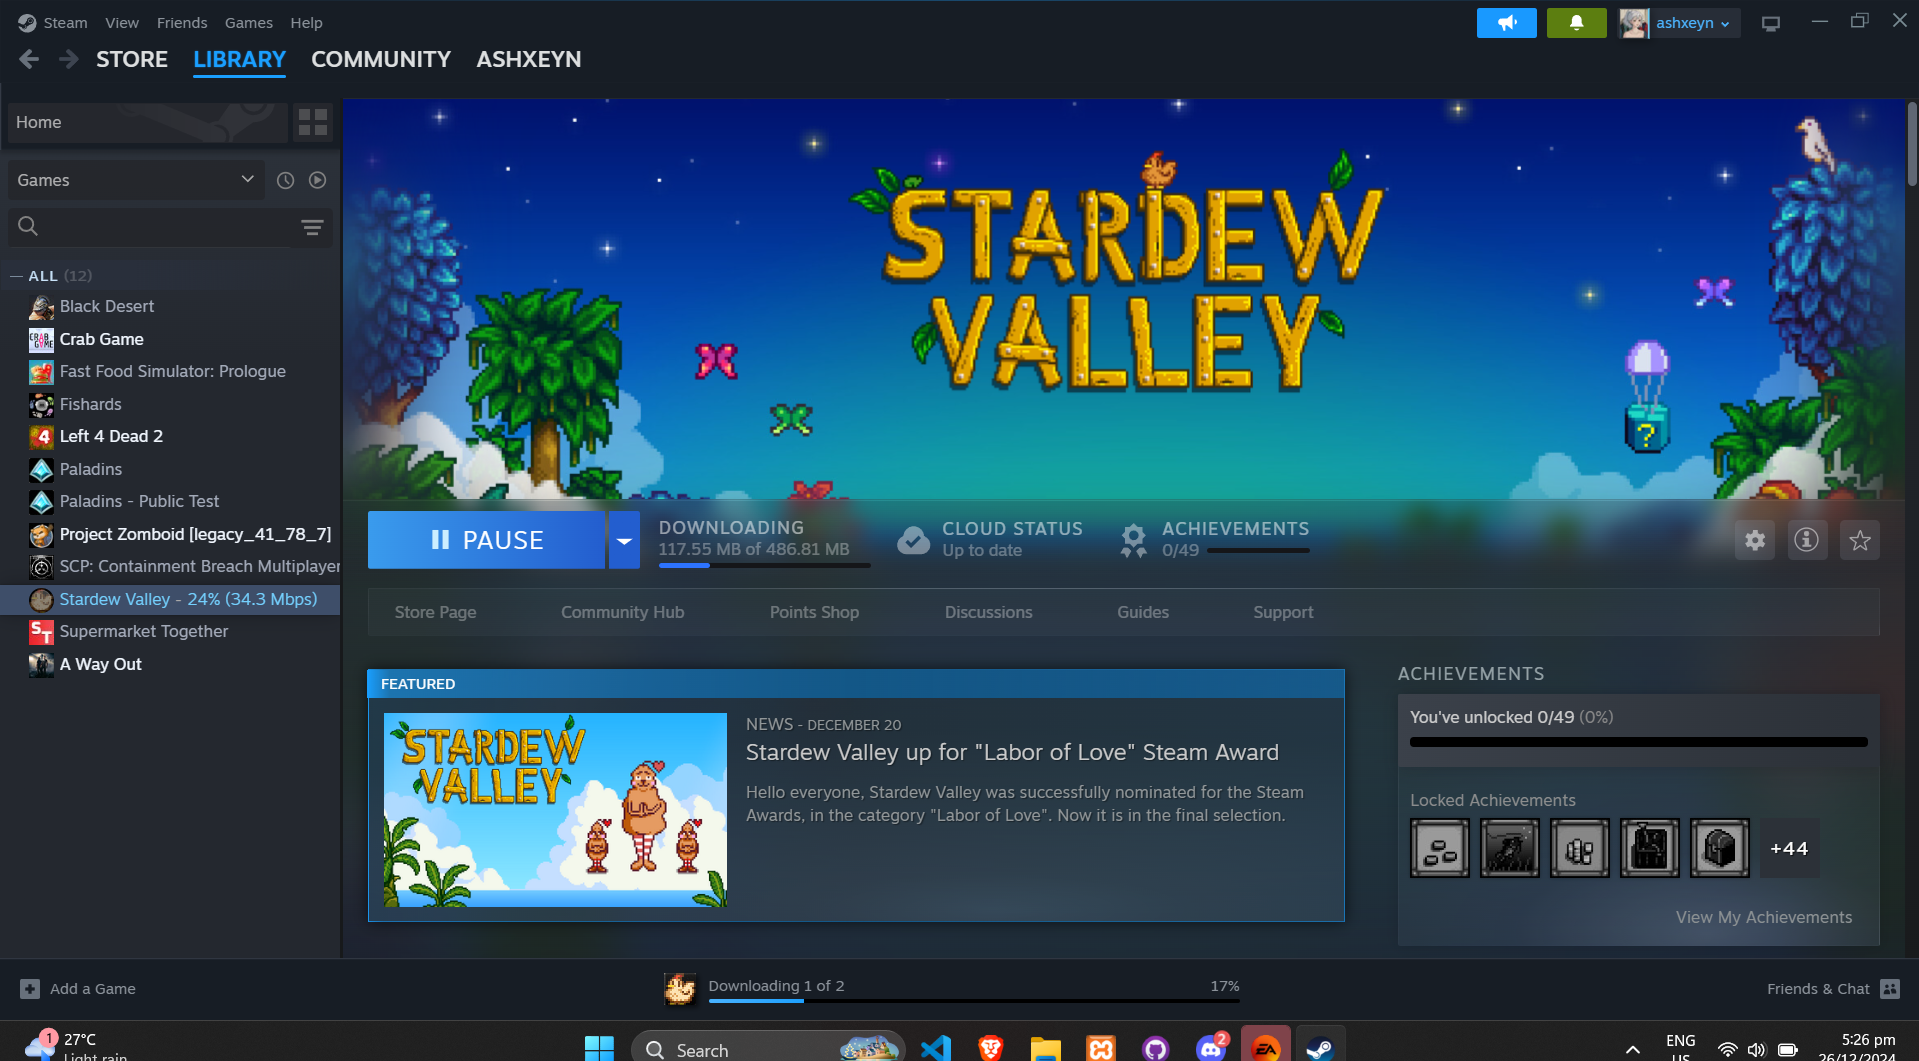 Steam View Friends Games Help
ashxeyn
STORE LIBRARY COMMUNITY ASHXEYN
Home
Games
— ALL (12)
Black Desert
CRAB GAME Crab Game
Fast Food Simulator: Prologue
Fishards
4 Left 4 Dead 2
Paladins
Paladins - Public Test
Project Zomboid [legacy_41_78_7]
SCP: Containment Breach Multiplayer
Stardew Valley - 24% (34.3 Mbps)
ST Supermarket Together
A Way Out
STARDEW
VALLEY
?
PAUSE
DOWNLOADING
117.55 MB of 486.81 MB
CLOUD STATUS
Up to date
ACHIEVEMENTS
0/49
Store Page Community Hub Points Shop Discussions Guides Support
FEATURED
STARDEW
VALLEY
NEWS - DECEMBER 20
Stardew Valley up for "Labor of Love" Steam Award
Hello everyone, Stardew Valley was successfully nominated for the Steam
Awards, in the category "Labor of Love". Now it is in the final selection.
ACHIEVEMENTS
You've unlocked 0/49 (0%)
Locked Achievements
+44
View My Achievements
Add a Game
Downloading 1 of 2 17%
Friends & Chat
1
27°C
Light rain
Search
2
EA
ENG
US
5:26 pm
26/12/2024